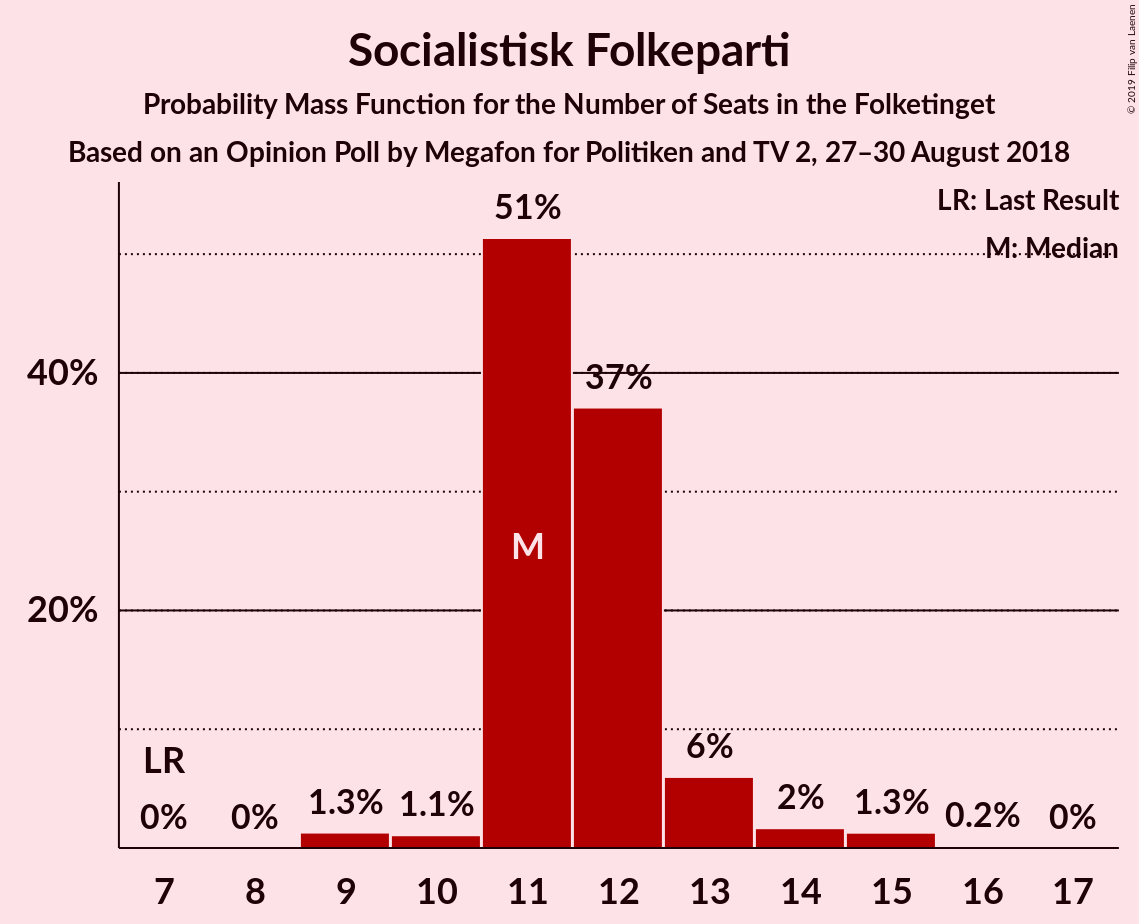 Socialistisk Folkeparti
Probability Mass Function for the Number of Seats in the Folketinget
Based on an Opinion Poll by Megafon for Politiken and TV 2, 27–30 August 2018
© 2019 Filip van Laenen
LR: Last Result
M: Median
51%
40%
37%
M
20%
LR
6%
0%
0%
1.3%
1.1%
2%
1.3%
0.2%
0%
7 8 9 10 11 12 13 14 15 16 17